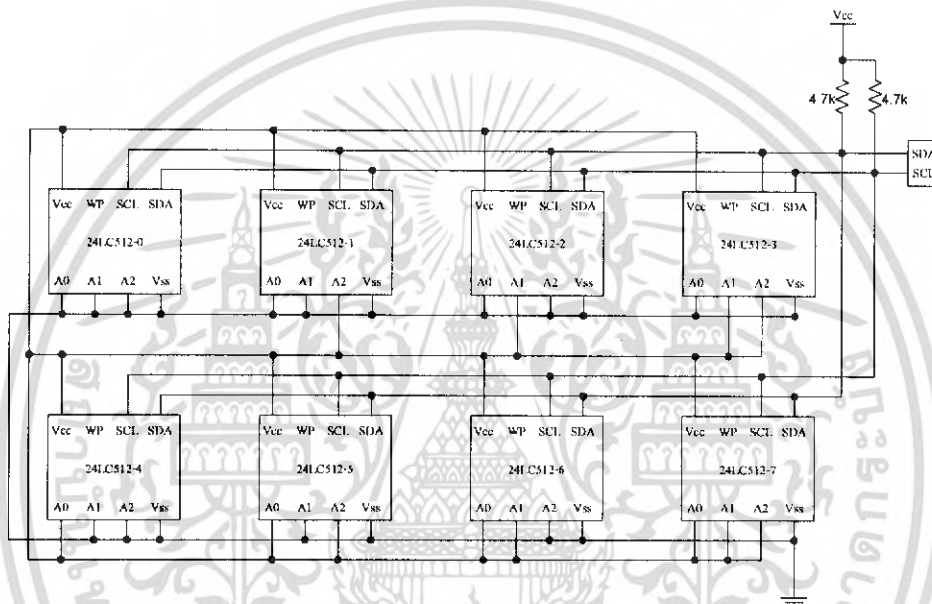 Vcc
4.7k 4.7k
SDA
SCL
Vcc WP SCL SDA
24LC512-0
A0 A1 A2 Vss
Vcc WP SCL SDA
24LC512-1
A0 A1 A2 Vss
Vcc WP SCL SDA
24LC512-2
A0 A1 A2 Vss
Vcc WP SCL SDA
24LC512-3
A0 A1 A2 Vss
Vcc WP SCL SDA
24LC512-4
A0 A1 A2 Vss
Vcc WP SCL SDA
24LC512-5
A0 A1 A2 Vss
Vcc WP SCL SDA
24LC512-6
A0 A1 A2 Vss
Vcc WP SCL SDA
24LC512-7
A0 A1 A2 Vss